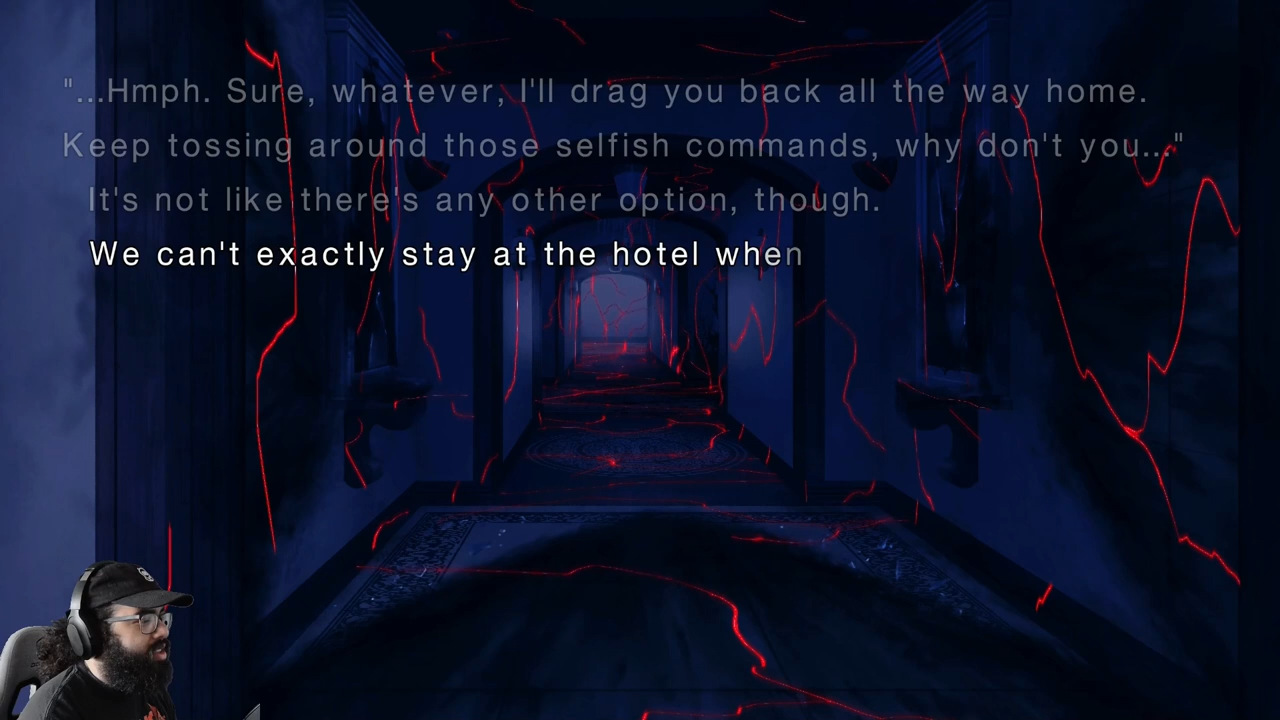 "...Hmph. Sure, whatever, I'll drag you back all the way home.
Keep tossing around those selfish commands, why don't you..."
It's not like there's any other option, though.
We can't exactly stay at the hotel when